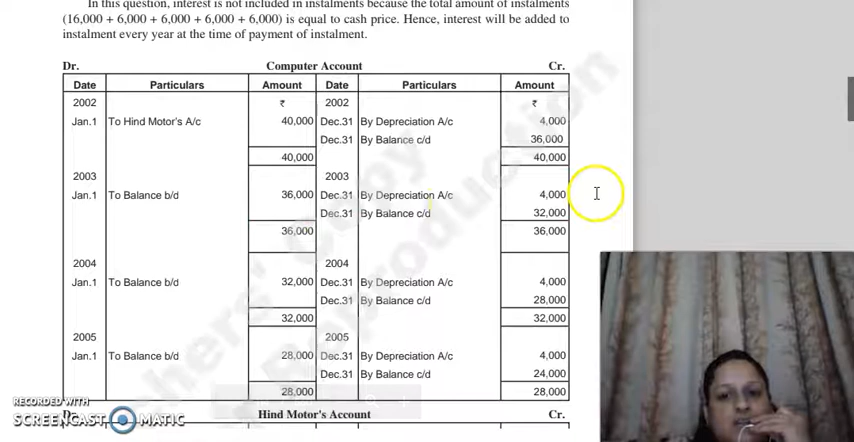 In this question, interest is not included in instalments because the total amount of instalments
(16,000 + 6,000 + 6,000 + 6,000 + 6,000) is equal to cash price. Hence, interest will be added to
instalment every year at the time of payment of instalment.
Dr. Computer Account Cr.
Date Particulars Amount Date Particulars Amount
2002 ₹ 2002 ₹
Jan.1 To Hind Motor's A/c 40,000 Dec.31 By Depreciation A/c 4,000
Dec.31 By Balance c/d 36,000
40,000 40,000
2003 2003
Jan.1 To Balance b/d 36,000 Dec.31 By Depreciation A/c 4,000
Dec.31 By Balance c/d 32,000
36,000 36,000
2004 2004
Jan.1 To Balance b/d 32,000 Dec.31 By Depreciation A/c 4,000
Dec.31 By Balance c/d 28,000
32,000 32,000
2005 2005
Jan.1 To Balance b/d 28,000 Dec.31 By Depreciation A/c 4,000
Dec.31 By Balance c/d 24,000
28,000 28,000
Dr. Hind Motor's Account Cr.
RECORDED WITH
SCREENCAST MATIC